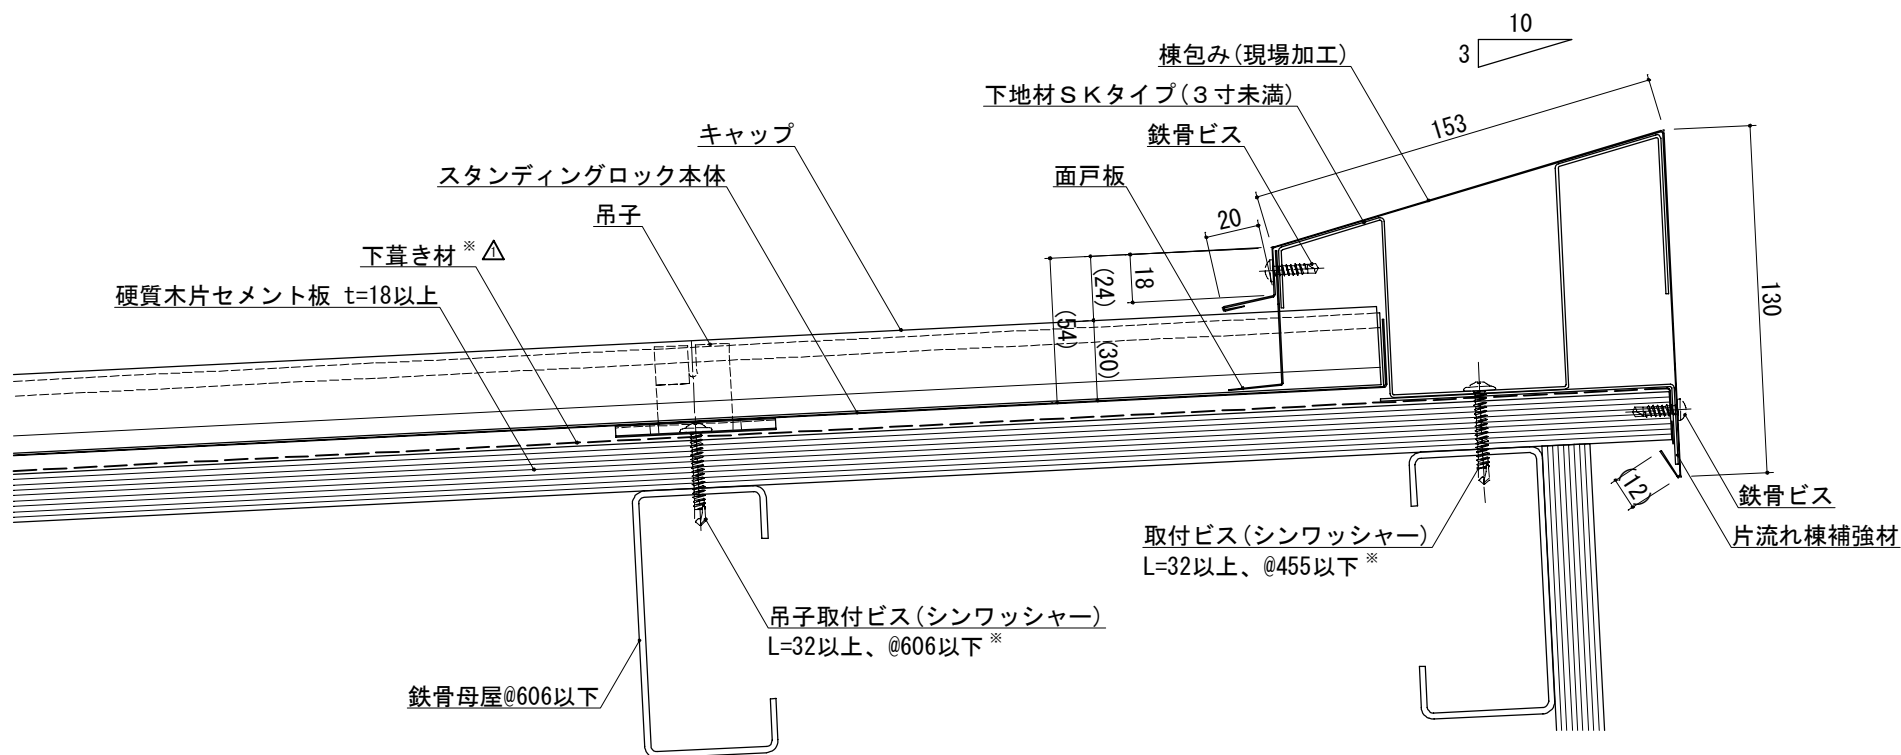 10
3
棟包み(現場加工)
下地材SKタイプ(3寸未満)
153
キャップ
鉄骨ビス
スタンディングロック本体
面戸板
吊子
20
下葺き材※ 1
18
(24)
硬質木片セメント板 t=18以上
130
(54)
(30)
12
鉄骨ビス
取付ビス(シンワッシャー)
L=32以上、@455以下※
片流れ棟補強材
吊子取付ビス(シンワッシャー)
L=32以上、@606以下※
鉄骨母屋@606以下